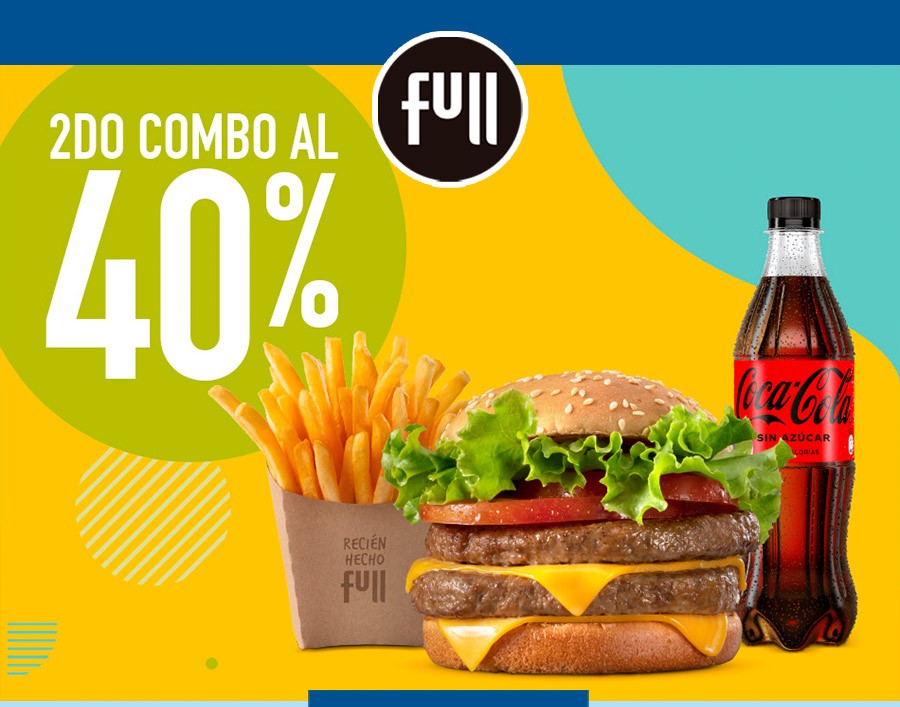 full
2DO COMBO AL
40%
Coca-Cola
SIN AZÚCAR
RECIÉN
HECHO
full